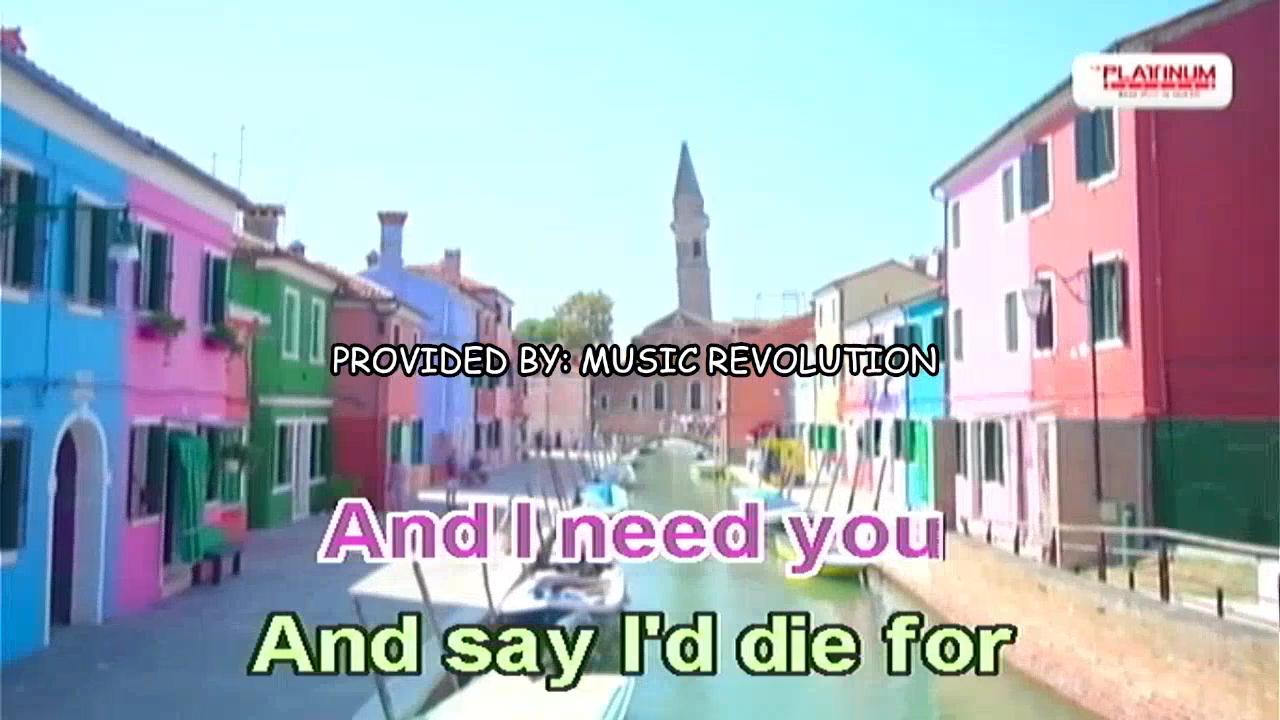 PLATINUM
PROVIDED BY: MUSIC REVOLUTION
And I need you
And say I'd die for